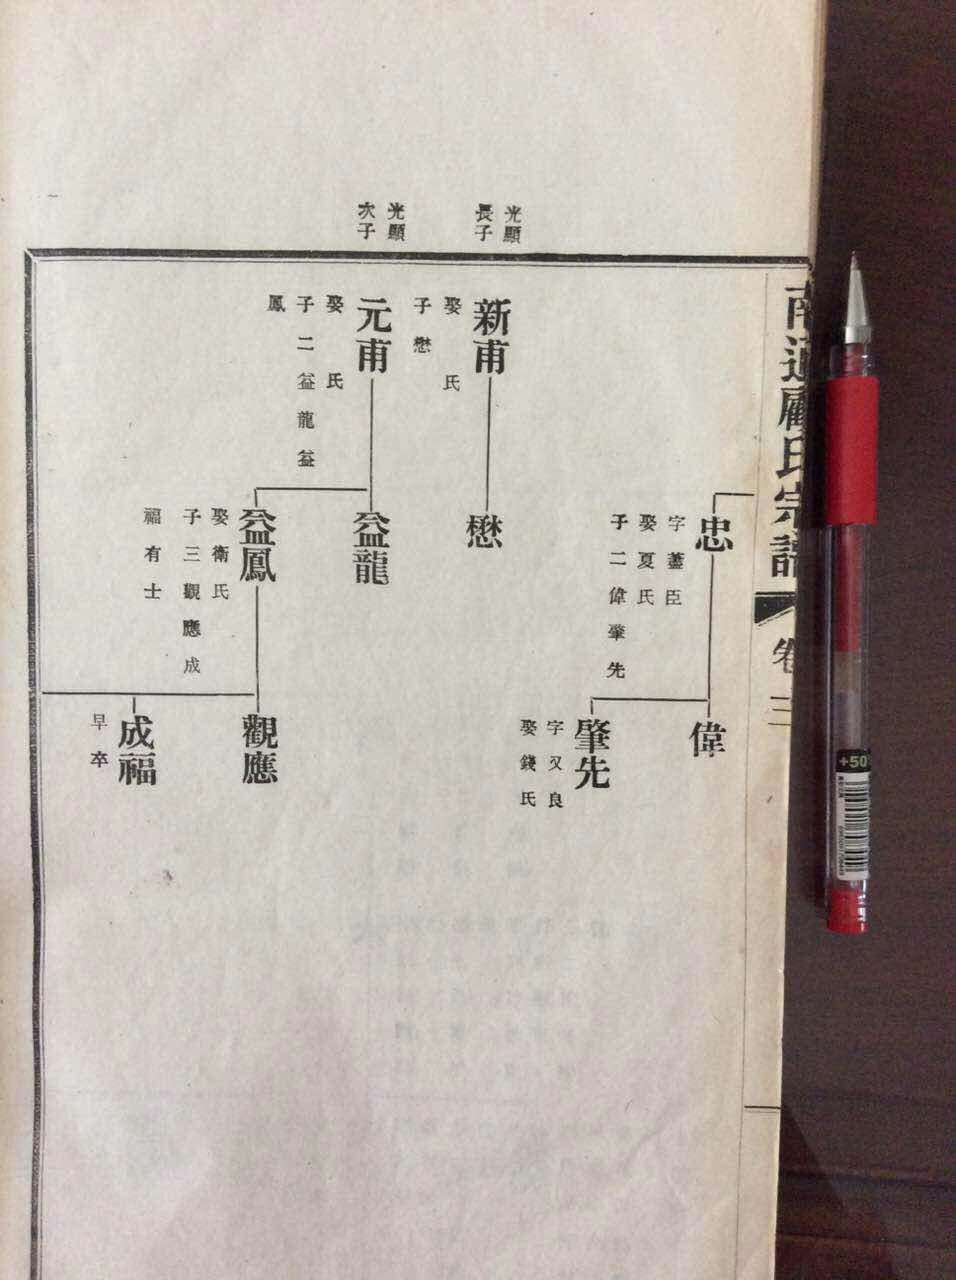 南通顧氏宗譜
卷三
忠
字藎臣
娶夏氏
子二偉肇先
偉
肇先
字又良
娶錢氏
光顯
長子
新甫
娶 氏
子懋
懋
光顯
次子
元甫
娶 氏
子二益龍益
鳳
益龍
益鳳
娶衛氏
子三觀應成
福有士
觀應
成福
早卒
+50